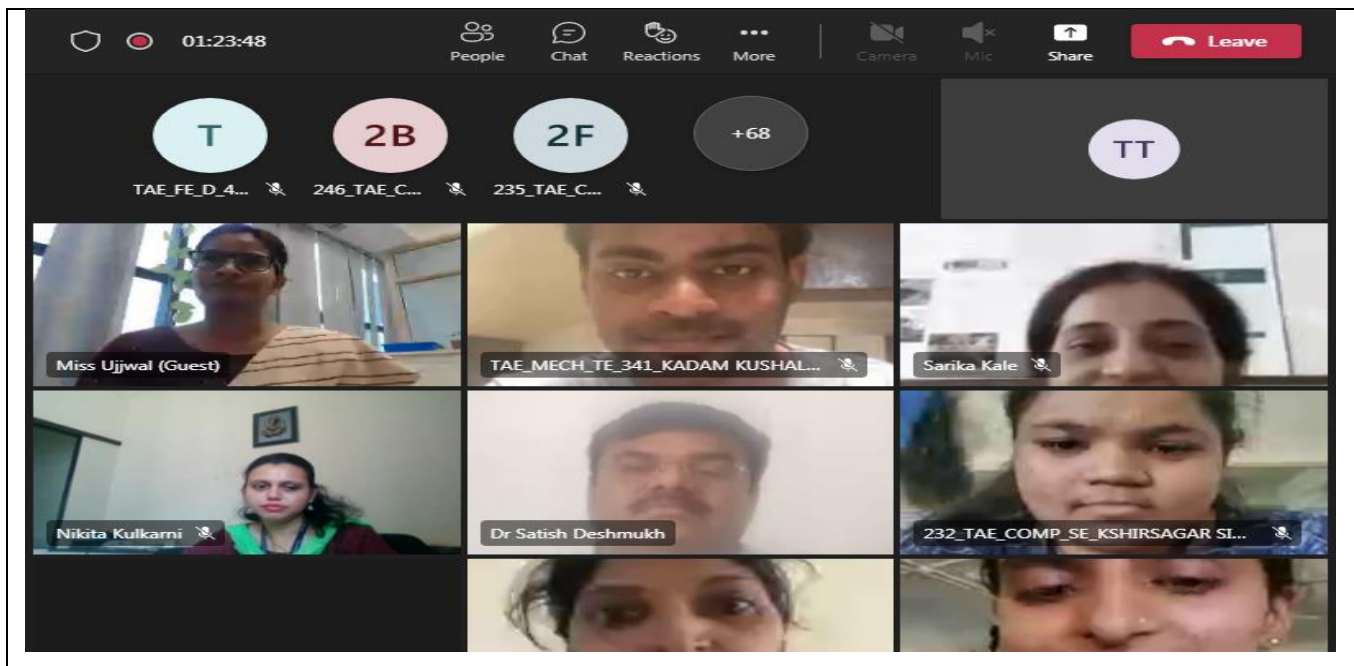 01:23:48
People Chat Reactions More Camera Mic Share Leave
T 2B 2F +68 TT
TAE_FE_D_4... 246_TAE_C... 235_TAE_C...
Miss Ujjwal (Guest) TAE_MECH_TE_341_KADAM KUSHAL... Sarika Kale
Nikita Kulkarni Dr Satish Deshmukh 232_TAE_COMP_SE_KSHIRSAGAR SI...